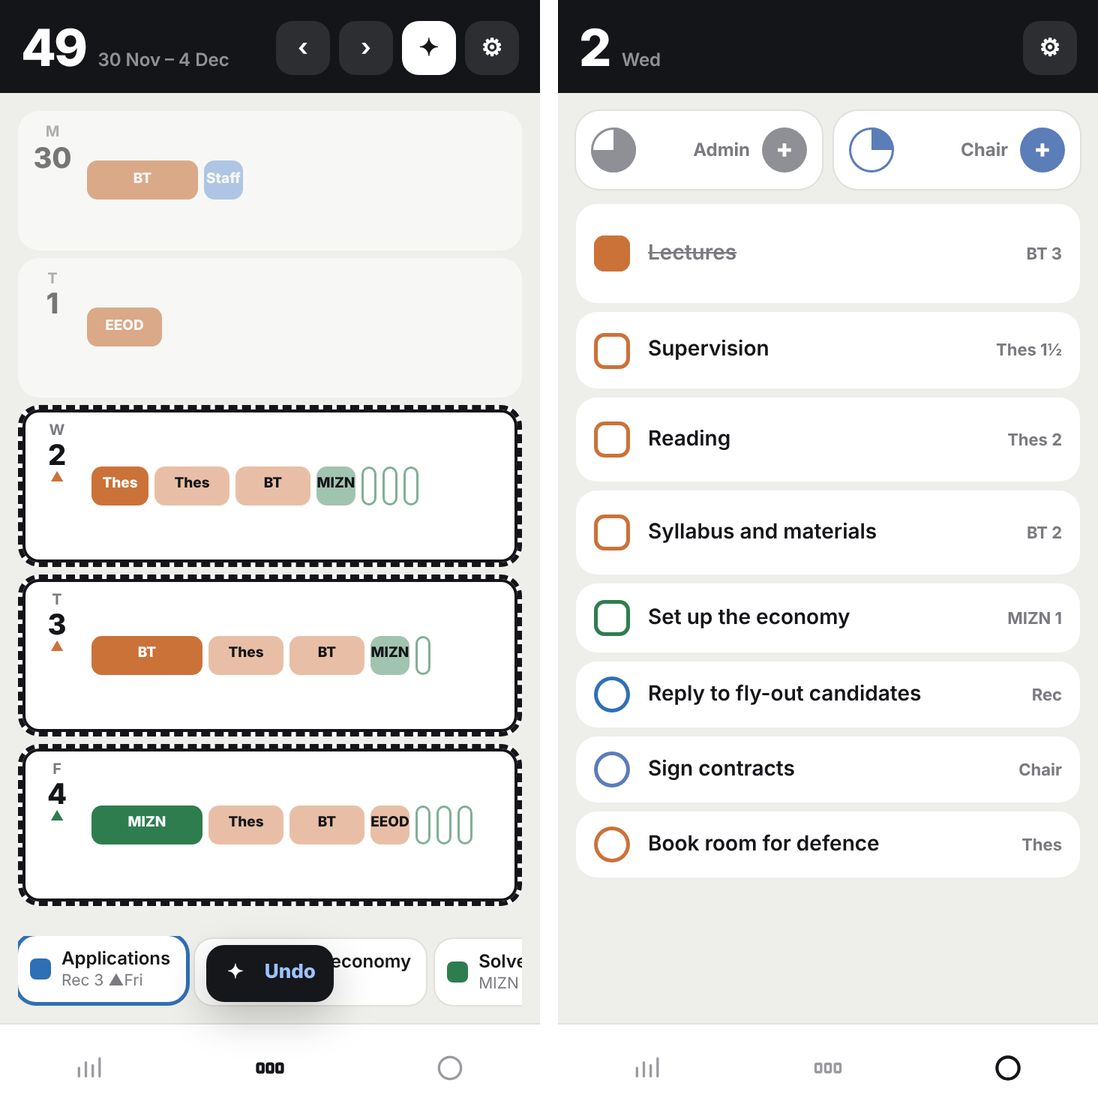 49 30 Nov – 4 Dec
M
30
BT Staff
T
1
EEOD
W
2
Thes Thes BT MIZN
T
3
BT Thes BT MIZN
F
4
MIZN Thes BT EEOD
Applications
Rec 3 ▲Fri
Undo
economy
Solve
MIZN
2 Wed
Admin +
Chair +
Lectures BT 3
Supervision Thes 1½
Reading Thes 2
Syllabus and materials BT 2
Set up the economy MIZN 1
Reply to fly-out candidates Rec
Sign contracts Chair
Book room for defence Thes